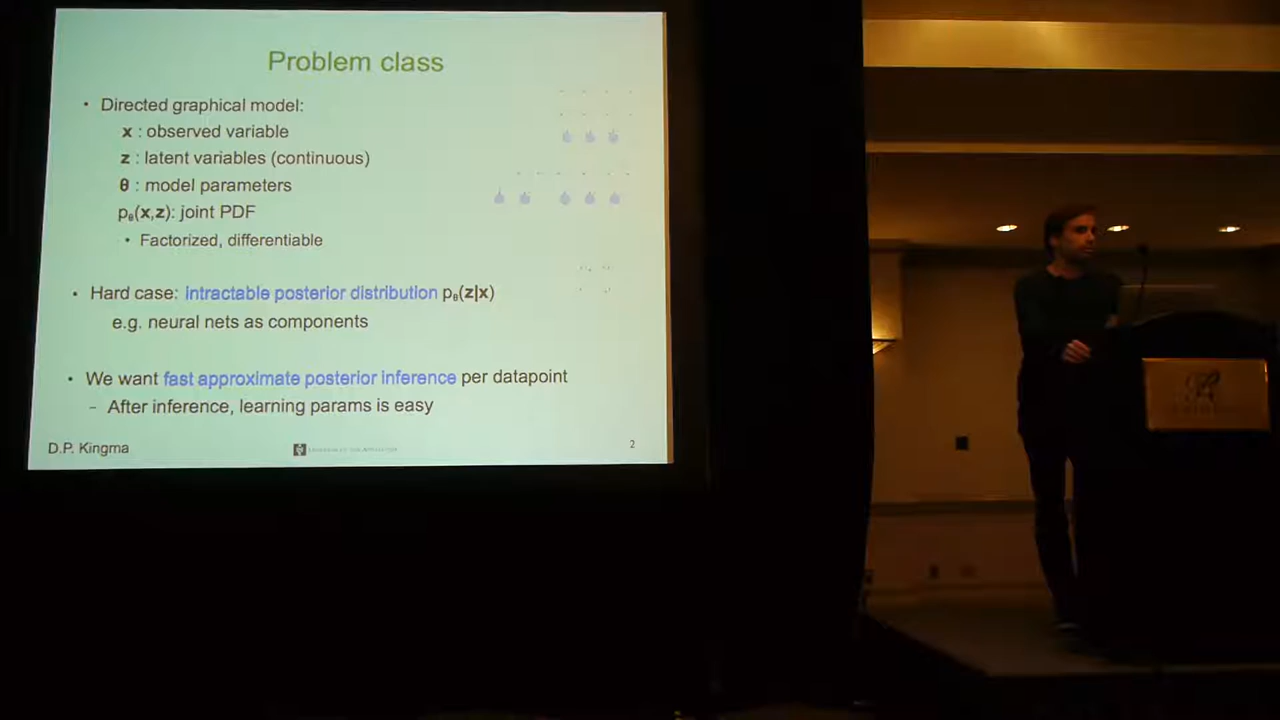 Problem class
• Directed graphical model:
x : observed variable
z : latent variables (continuous)
θ : model parameters
pθ(x,z): joint PDF
• Factorized, differentiable
• Hard case: intractable posterior distribution pθ(z|x)
e.g. neural nets as components
• We want fast approximate posterior inference per datapoint
– After inference, learning params is easy
D.P. Kingma
2